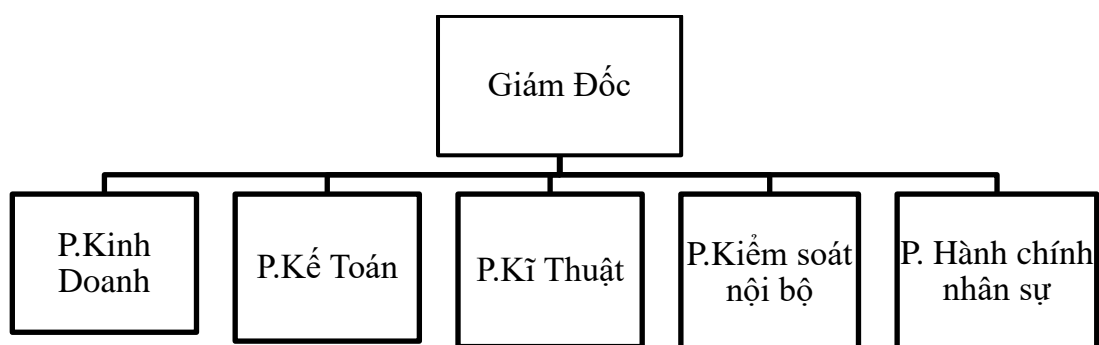 Giám Đốc
P.Kinh
Doanh
P.Kế Toán
P.Kĩ Thuật
P.Kiểm soát
nội bộ
P. Hành chính
nhân sự